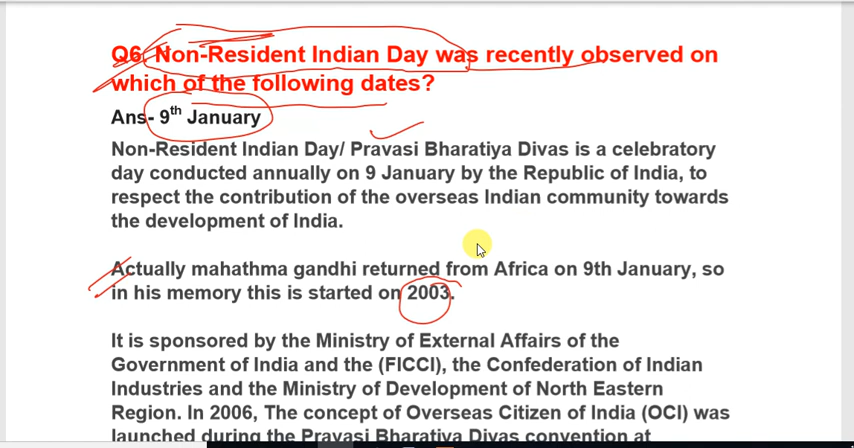 Q6. Non-Resident Indian Day was recently observed on
which of the following dates?
Ans- 9th January
Non-Resident Indian Day/ Pravasi Bharatiya Divas is a celebratory
day conducted annually on 9 January by the Republic of India, to
respect the contribution of the overseas Indian community towards
the development of India.
Actually mahathma gandhi returned from Africa on 9th January, so
in his memory this is started on 2003.
It is sponsored by the Ministry of External Affairs of the
Government of India and the (FICCI), the Confederation of Indian
Industries and the Ministry of Development of North Eastern
Region. In 2006, The concept of Overseas Citizen of India (OCI) was
launched during the Pravasi Bharatiya Divas convention at